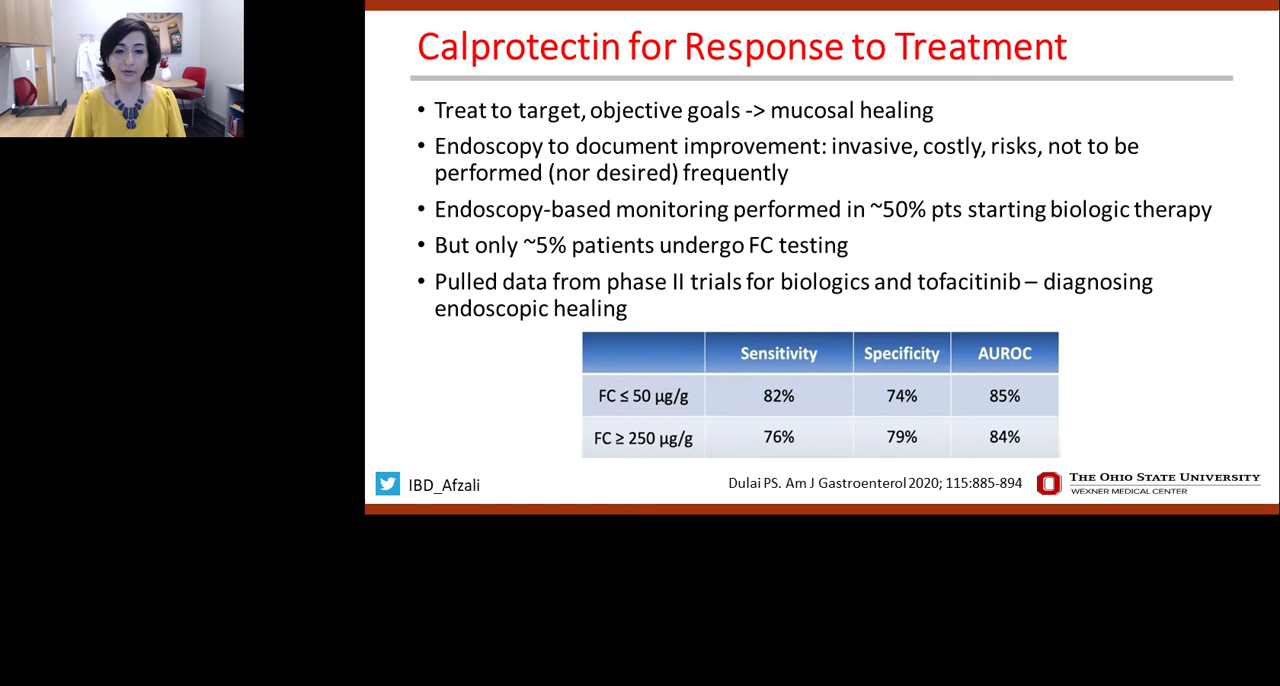 Calprotectin for Response to Treatment
• Treat to target, objective goals -> mucosal healing
• Endoscopy to document improvement: invasive, costly, risks, not to be
performed (nor desired) frequently
• Endoscopy-based monitoring performed in ~50% pts starting biologic therapy
• But only ~5% patients undergo FC testing
• Pulled data from phase II trials for biologics and tofacitinib – diagnosing
endoscopic healing
Sensitivity Specificity AUROC
FC ≤ 50 µg/g 82% 74% 85%
FC ≥ 250 µg/g 76% 79% 84%
IBD_Afzali
Dulai PS. Am J Gastroenterol 2020; 115:885-894
THE OHIO STATE UNIVERSITY
WEXNER MEDICAL CENTER